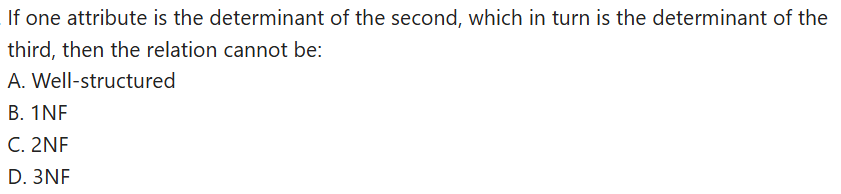 If one attribute is the determinant of the second, which in turn is the determinant of the
third, then the relation cannot be:
A. Well-structured
B. 1NF
C. 2NF
D. 3NF